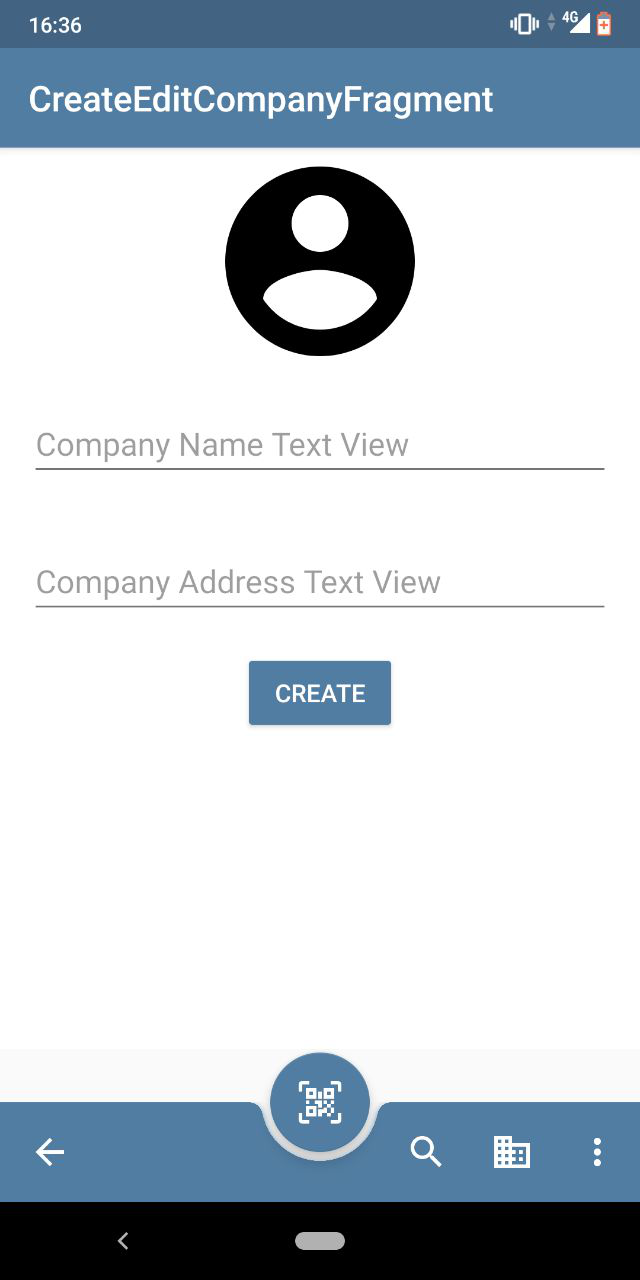 16:36
4G
CreateEditCompanyFragment
Company Name Text View
Company Address Text View
CREATE